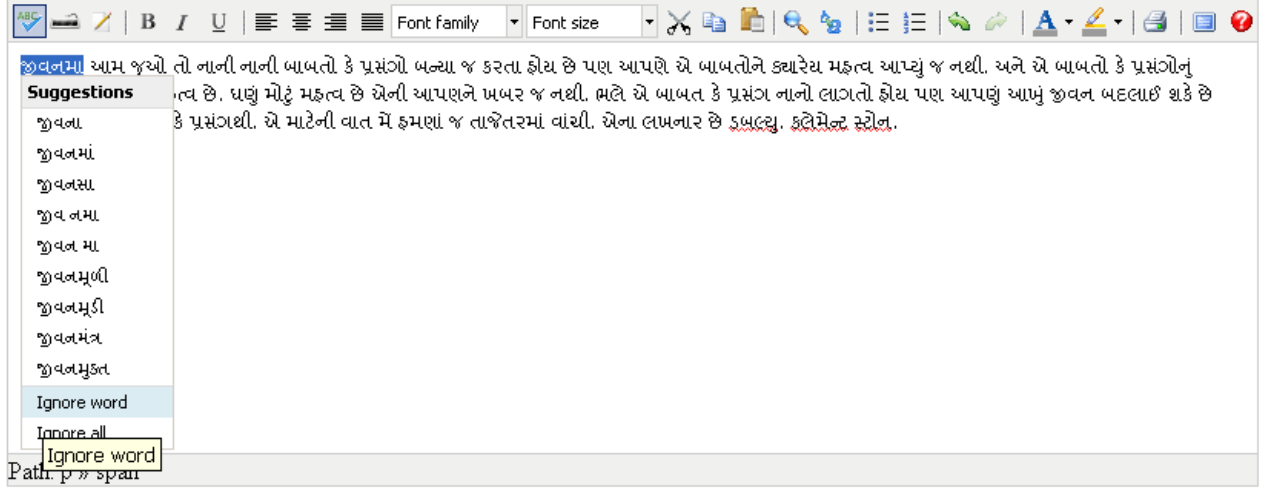 ABC B I U Font family Font size A
જીવનમા આમ જૂઓ તો નાની નાની બાબતો કે પ્રસંગો બન્યા જ કરતા હોય છે પણ આપણે એ બાબતોને ક્યારેય મહત્વ આપ્યું જ નથી. અને એ બાબતો કે પ્રસંગોનું
ત્વ છે. ઘણું મોટું મહત્વ છે એની આપણને ખબર જ નથી. ભલે એ બાબત કે પ્રસંગ નાનો લાગતો હોય પણ આપણું આખું જીવન બદલાઈ શકે છે
કે પ્રસંગથી. એ માટેની વાત મેં હમણાં જ તાજેતરમાં વાંચી. એના લખનાર છે ડબલ્યુ. કલેમેન્ટ સ્ટોન.
Suggestions
જીવના
જીવનમાં
જીવનસા
જીવ નમા
જીવન મા
જીવનમૂળી
જીવનમૂડી
જીવનમંત્ર
જીવનમુક્ત
Ignore word
Ignore all
Ignore word
Path: p » span